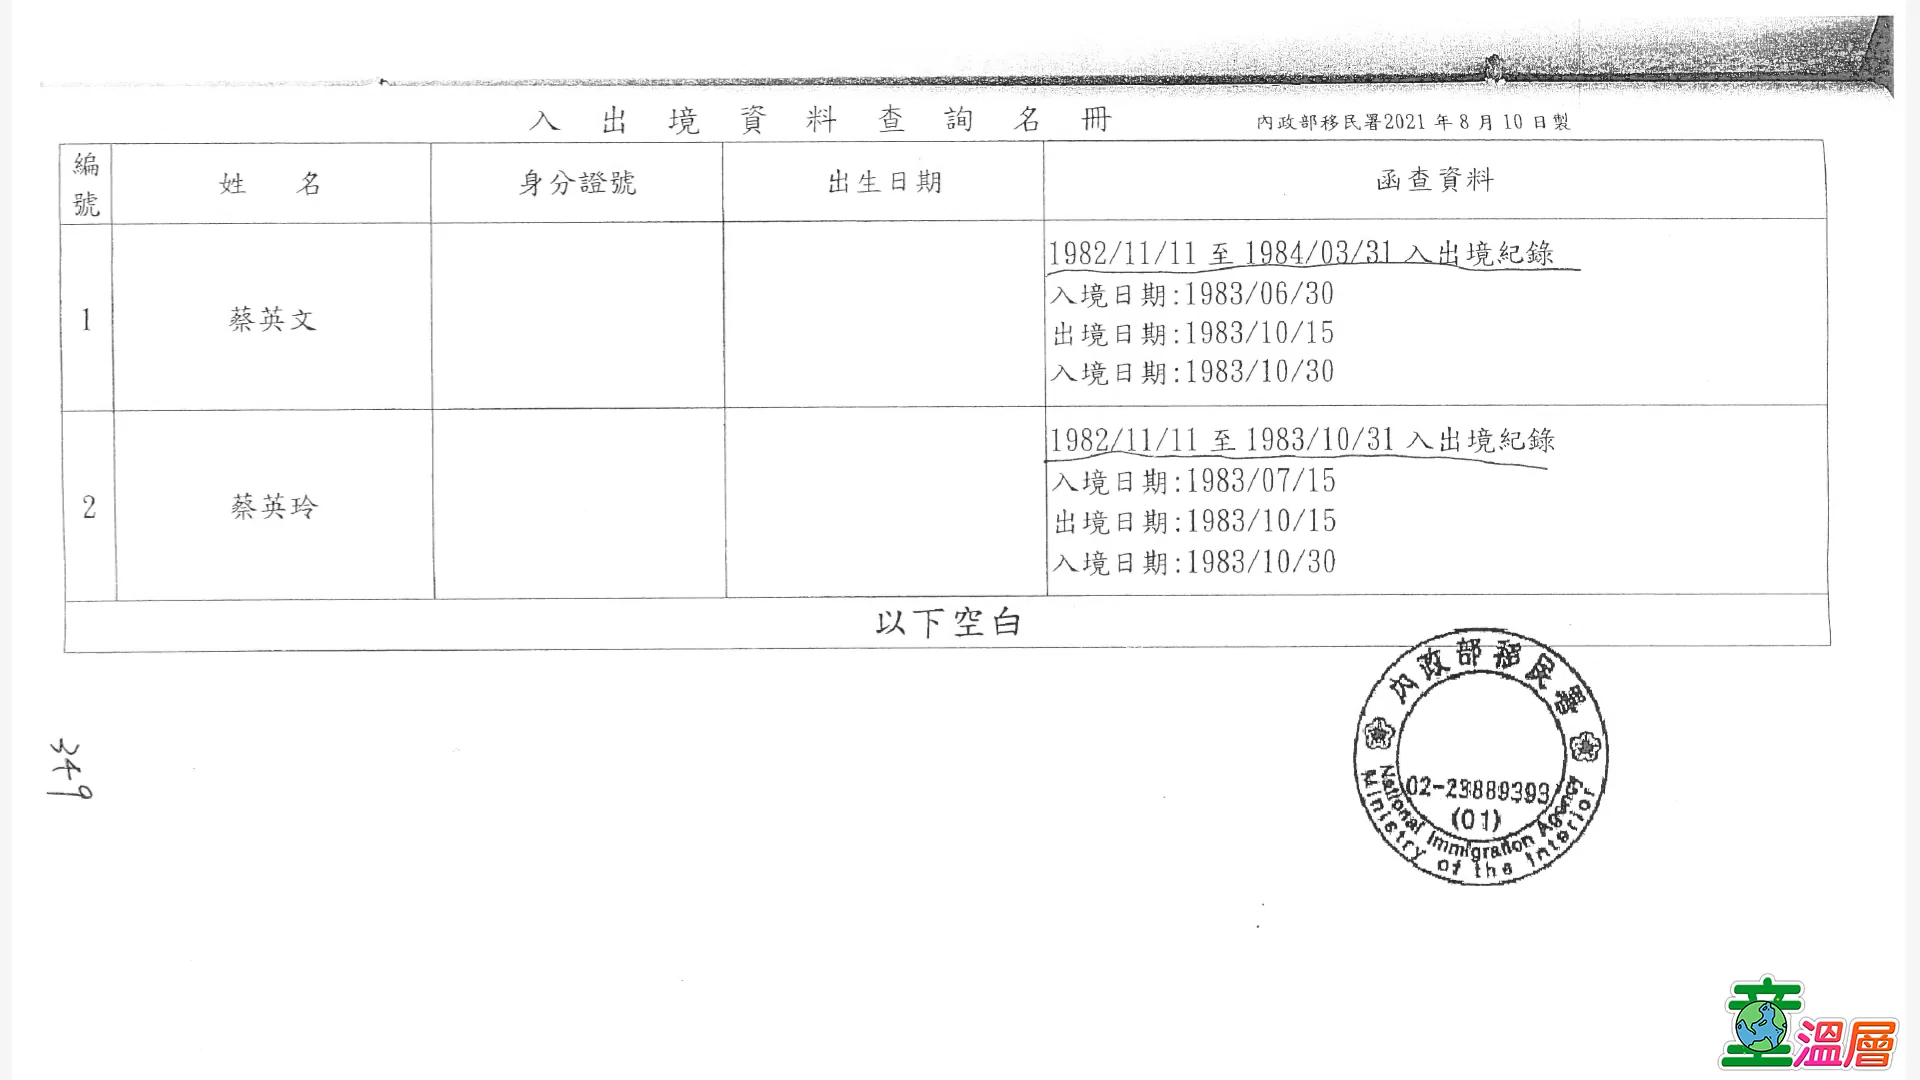 入出境資料查詢名冊
內政部移民署2021年8月10日製
編號 姓名 身分證號 出生日期 函查資料
1 蔡英文
1982/11/11 至 1984/03/31 入出境紀錄
入境日期:1983/06/30
出境日期:1983/10/15
入境日期:1983/10/30
2 蔡英玲
1982/11/11 至 1983/10/31 入出境紀錄
入境日期:1983/07/15
出境日期:1983/10/15
入境日期:1983/10/30
以下空白
349
內政部移民署
02-23889393
(01)
National Immigration Agency
Ministry of the Interior
童溫層